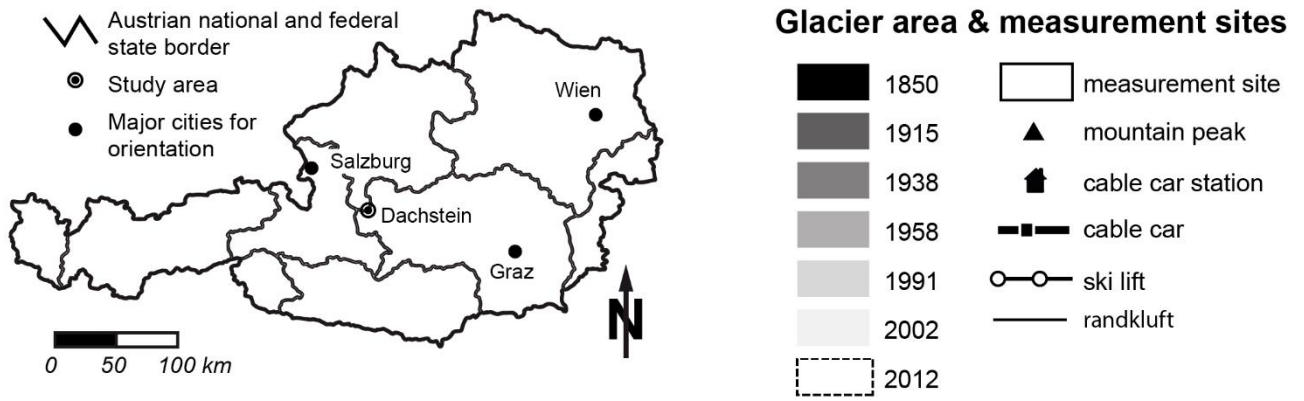 Austrian national and federal
state border
Study area
Major cities for
orientation
Wien
Salzburg
Dachstein
Graz
N
0 50 100 km
Glacier area & measurement sites
1850
1915
1938
1958
1991
2002
2012
measurement site
mountain peak
cable car station
cable car
ski lift
randkluft